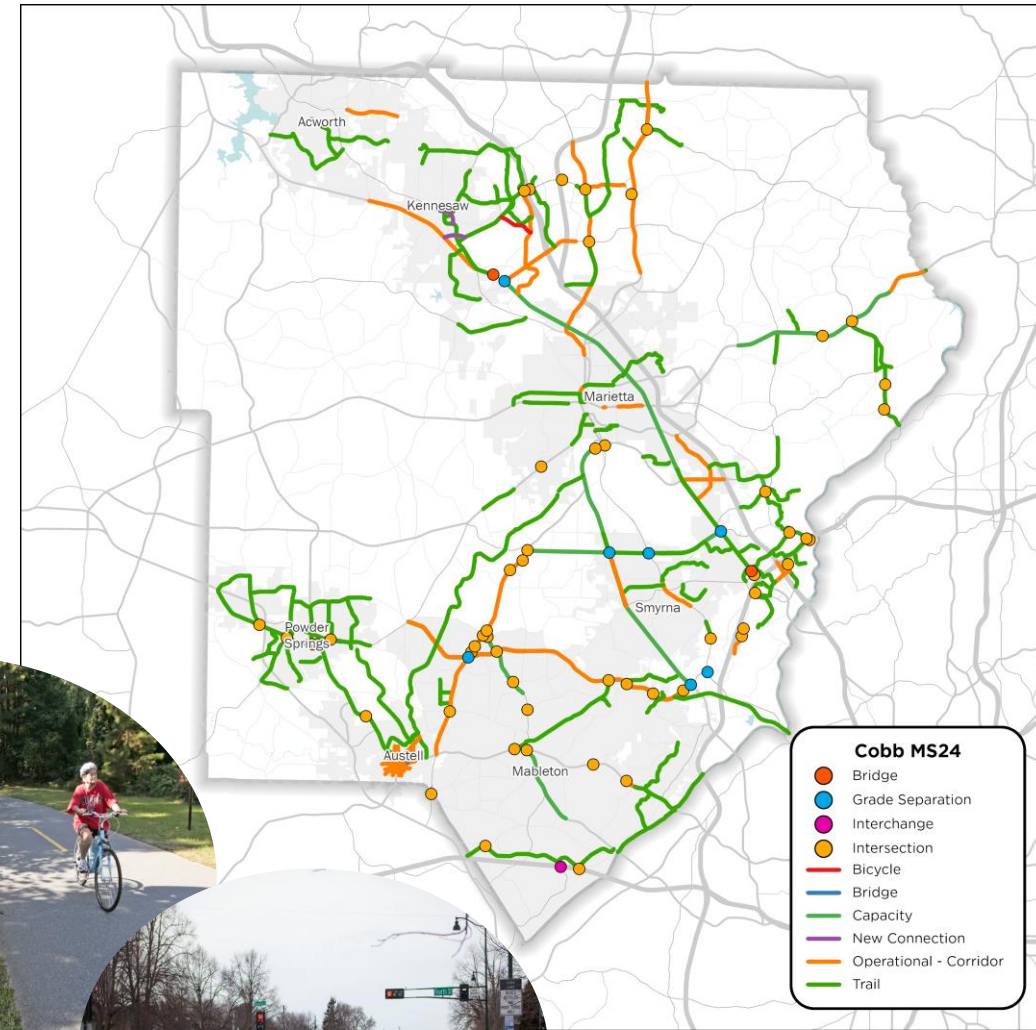 Acworth
Kennesaw
Marietta
Smyrna
Powder
Springs
Austell
Mableton
Cobb MS24
Bridge
Grade Separation
Interchange
Intersection
Bicycle
Bridge
Capacity
New Connection
Operational - Corridor
Trail